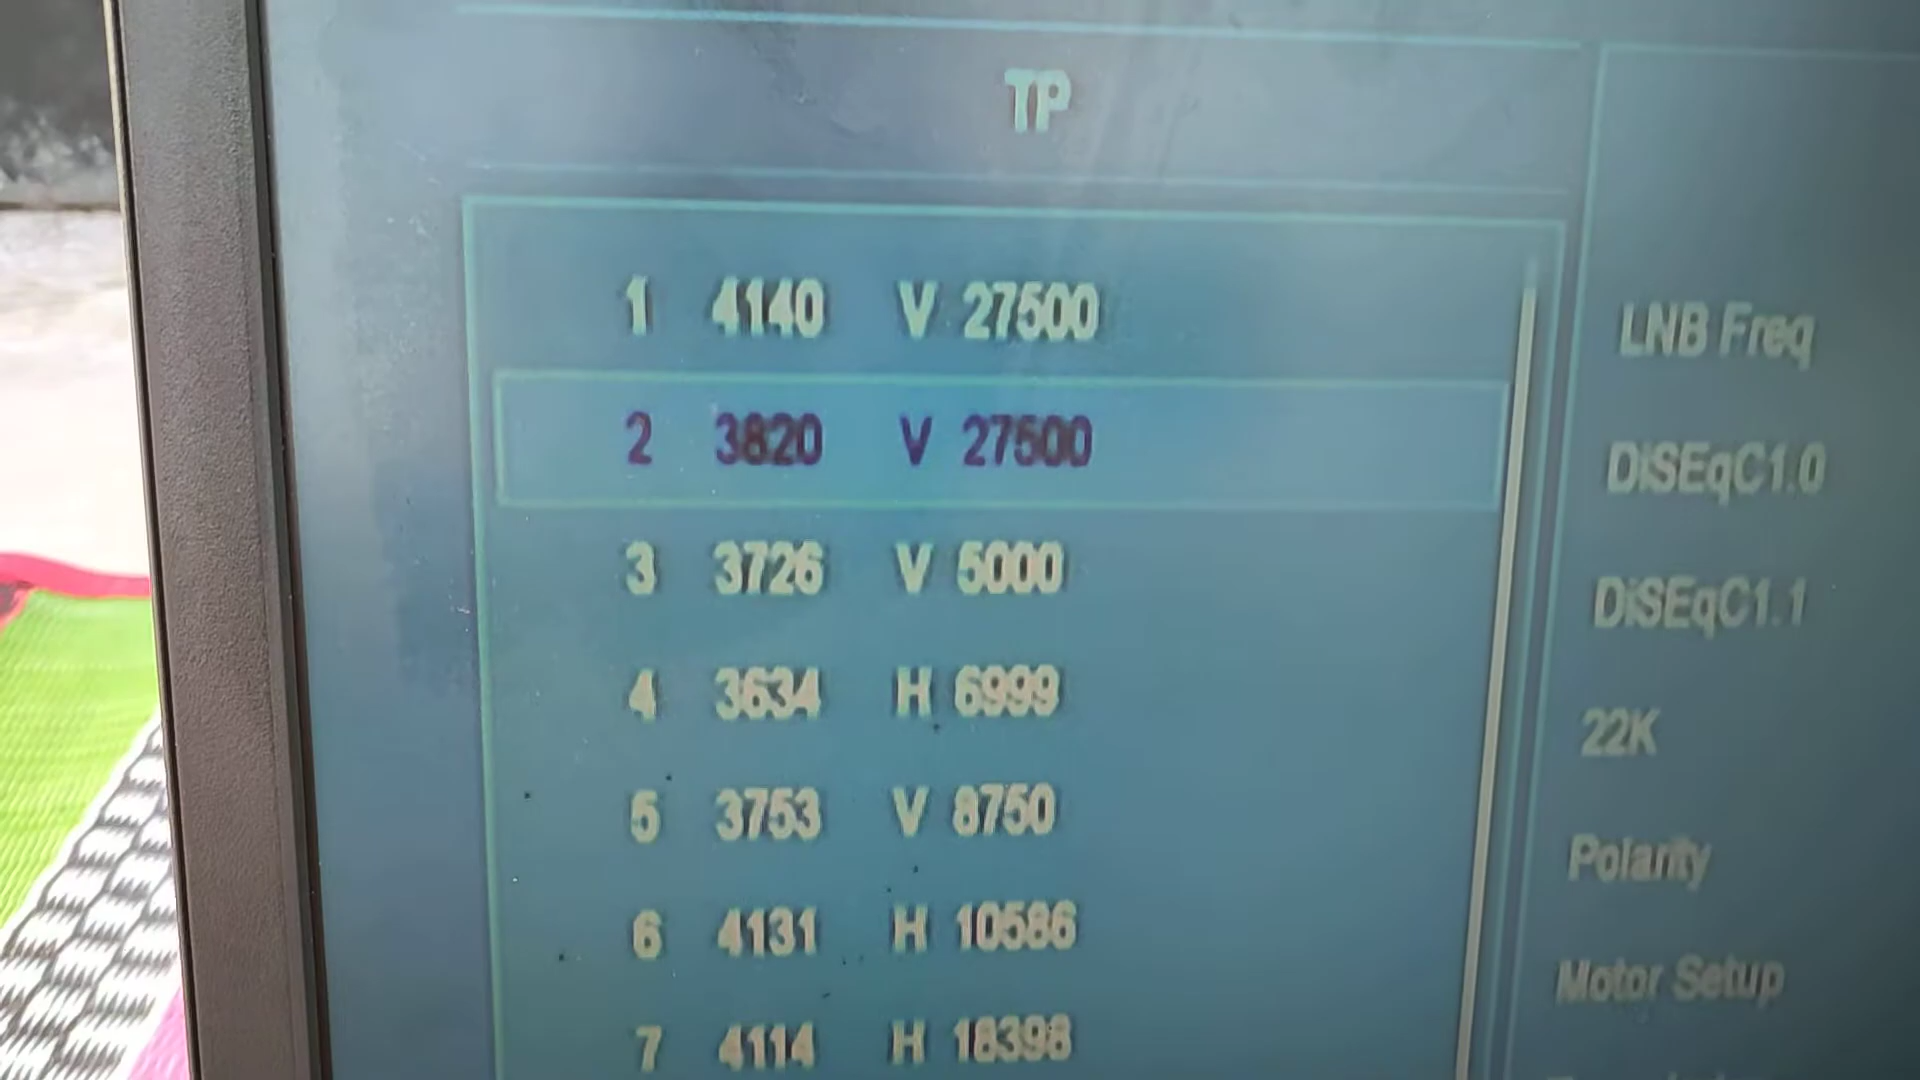 TP
1 4140 V 27500
2 3820 V 27500
3 3726 V 5000
4 3634 H 6999
5 3753 V 8750
6 4131 H 10586
7 4114 H 18398
LNB Freq
DiSEqC1.0
DiSEqC1.1
22K
Polarity
Motor Setup